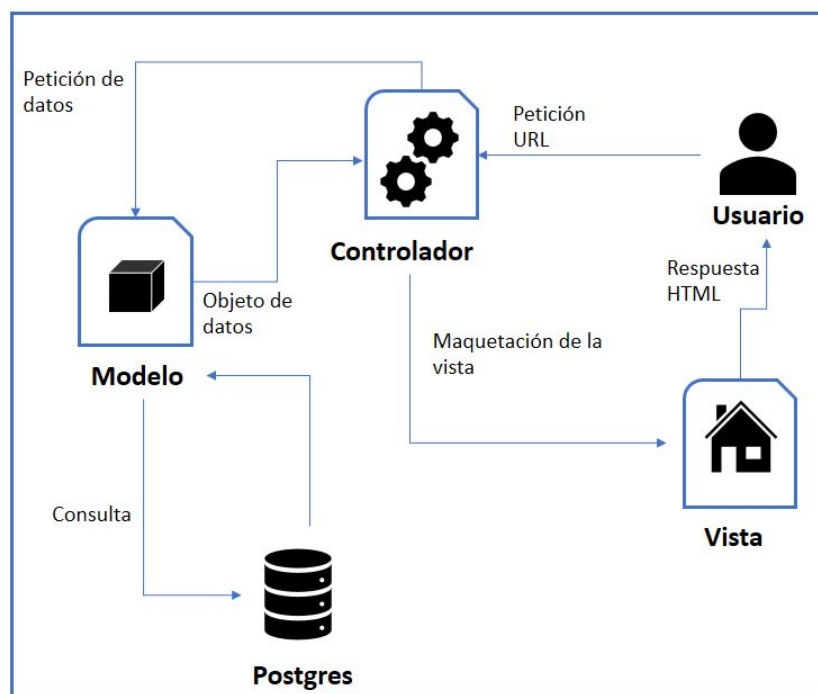 Petición de
datos
Petición
URL
Usuario
Controlador
Respuesta
HTML
Objeto de
datos
Maquetación de la
vista
Modelo
Consulta
Vista
Postgres